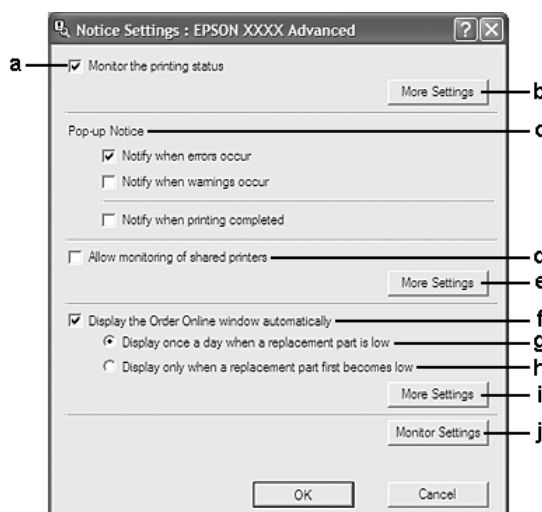 Notice Settings : EPSON XXXX Advanced
a
Monitor the printing status
More Settings
b
Pop-up Notice
c
Notify when errors occur
Notify when warnings occur
Notify when printing completed
Allow monitoring of shared printers
d
More Settings
e
Display the Order Online window automatically
f
Display once a day when a replacement part is low
g
Display only when a replacement part first becomes low
h
More Settings
i
Monitor Settings
j
OK
Cancel